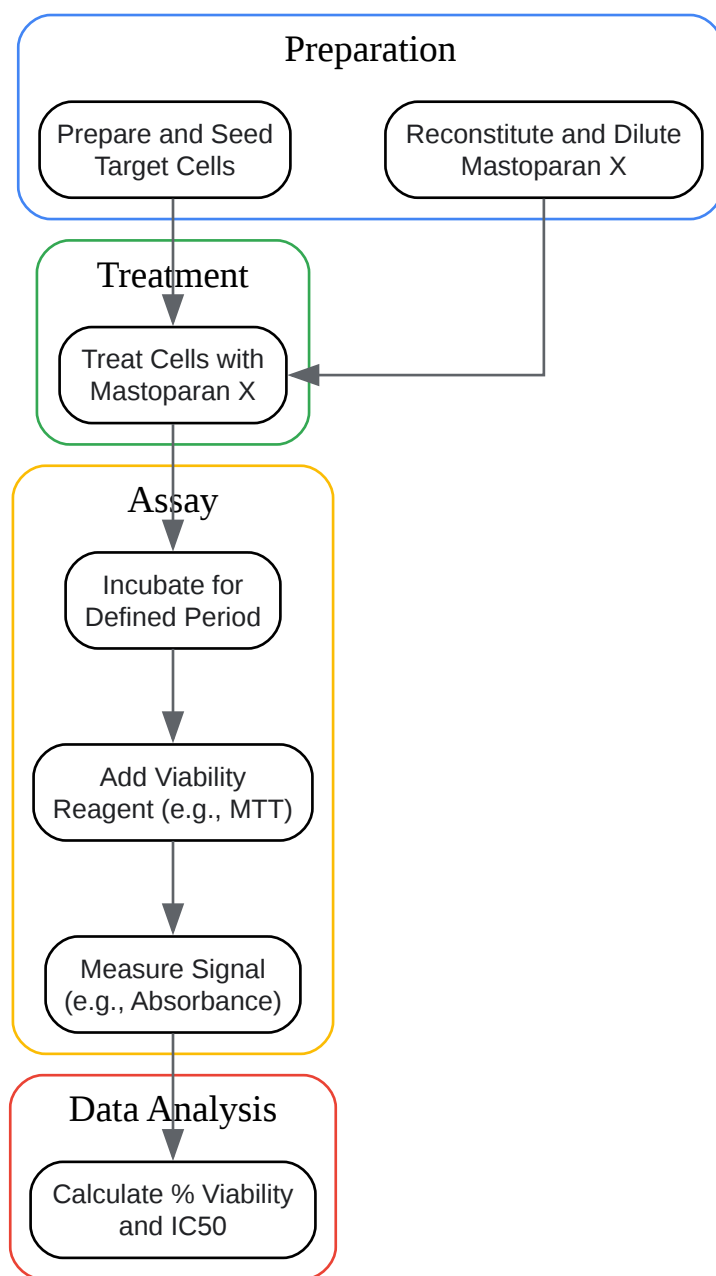 Preparation
Prepare and Seed
Target Cells
Reconstitute and Dilute
Mastoparan X
Treatment
Treat Cells with
Mastoparan X
Assay
Incubate for
Defined Period
Add Viability
Reagent (e.g., MTT)
Measure Signal
(e.g., Absorbance)
Data Analysis
Calculate % Viability
and IC50